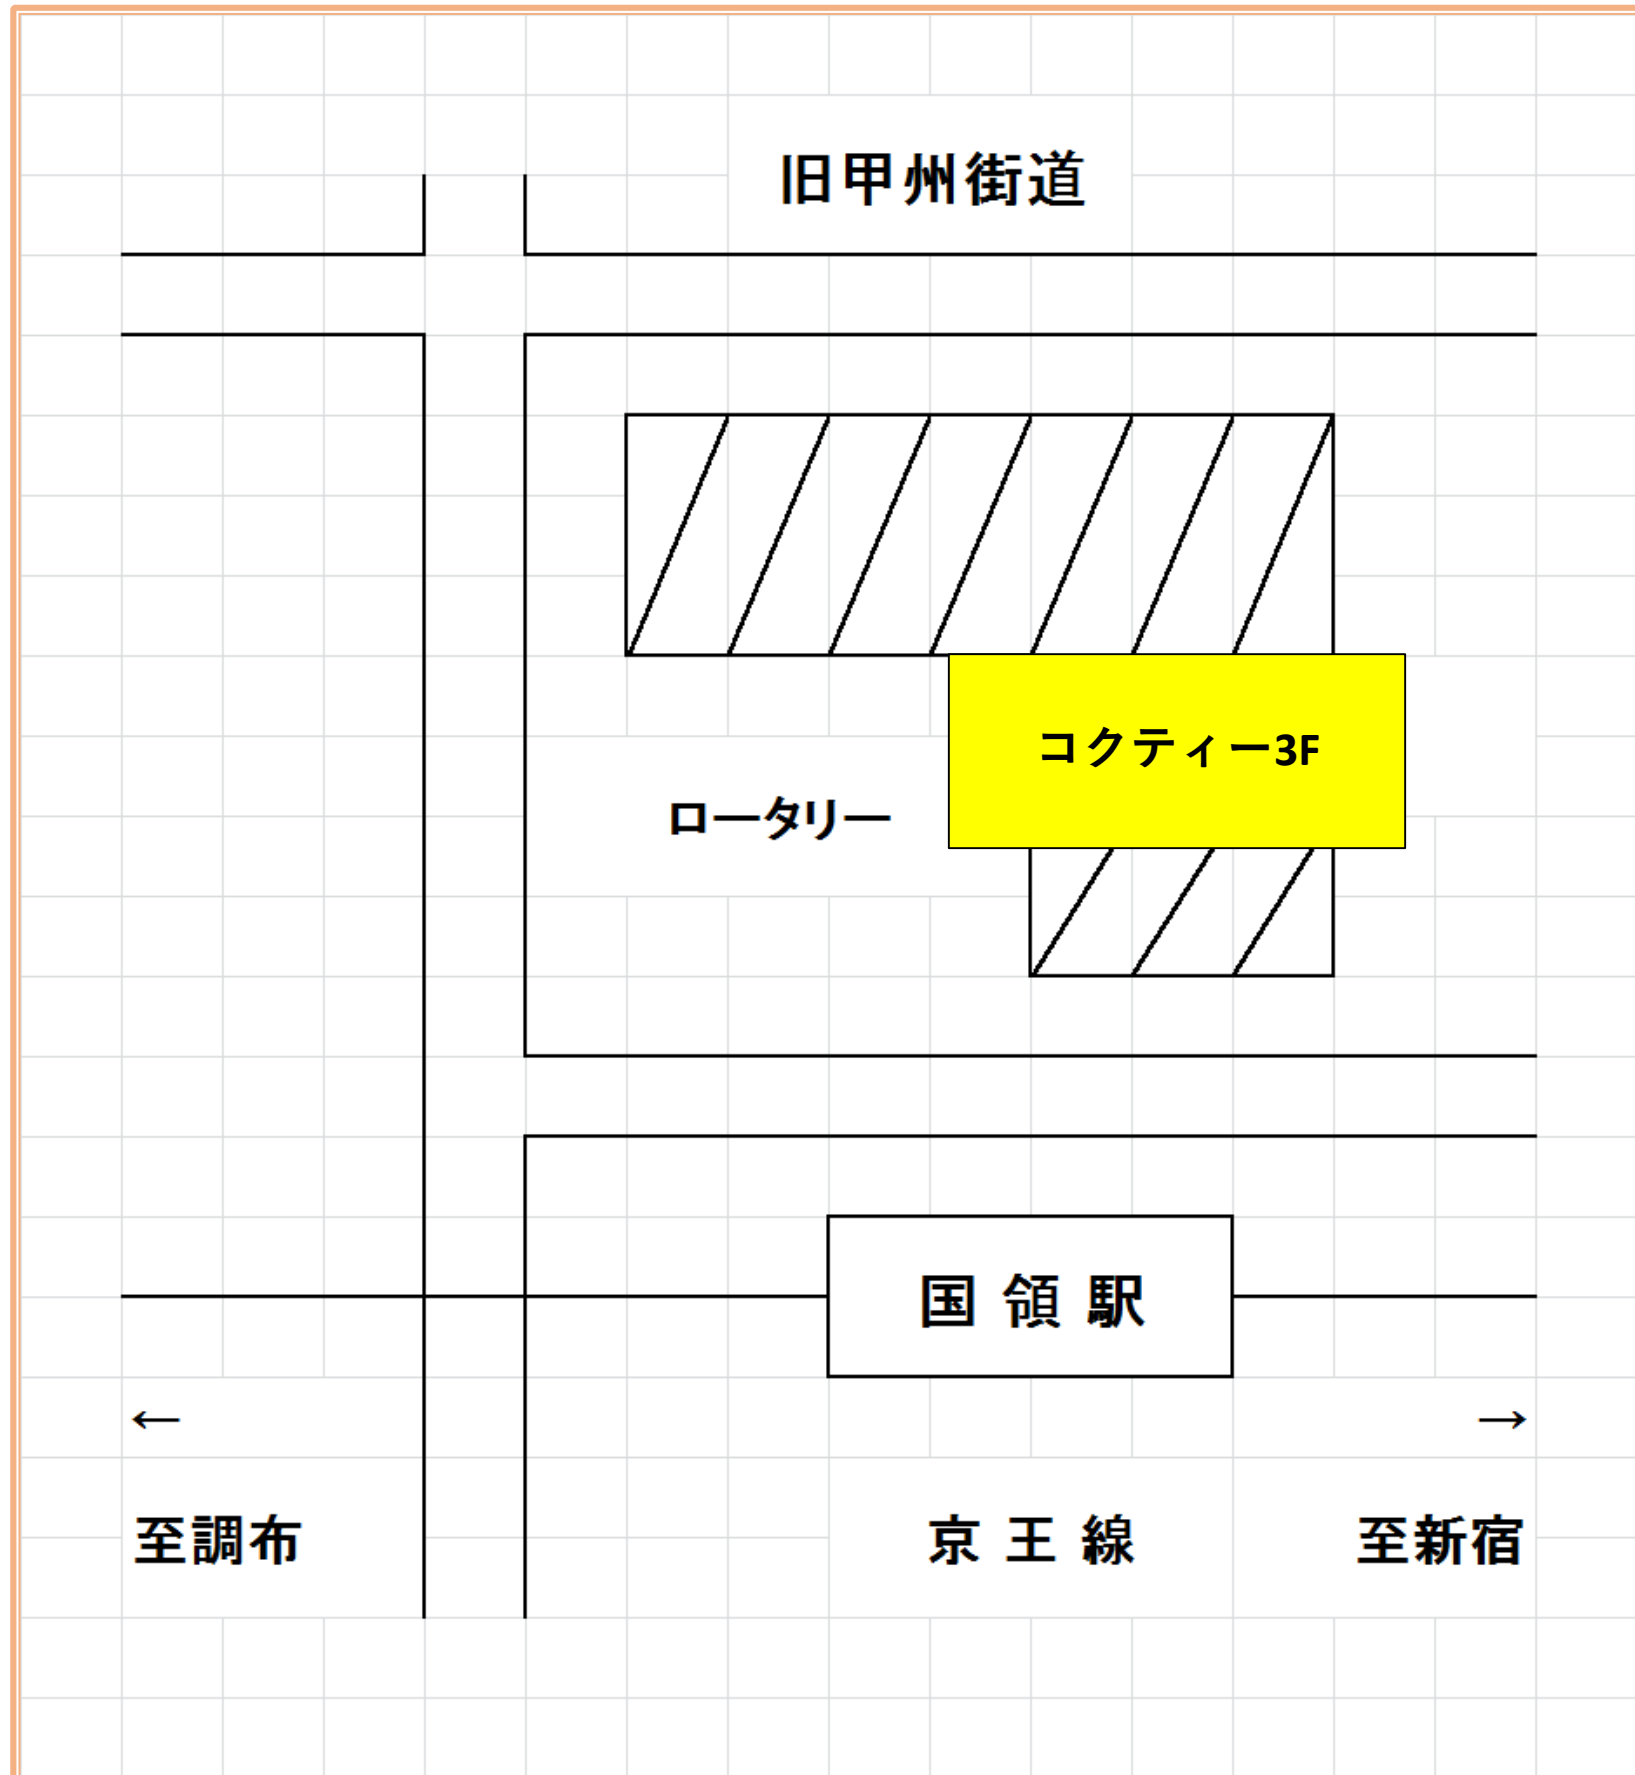 旧甲州街道
コクティー3F
ロータリー
国領駅
←
→
至調布
京王線
至新宿